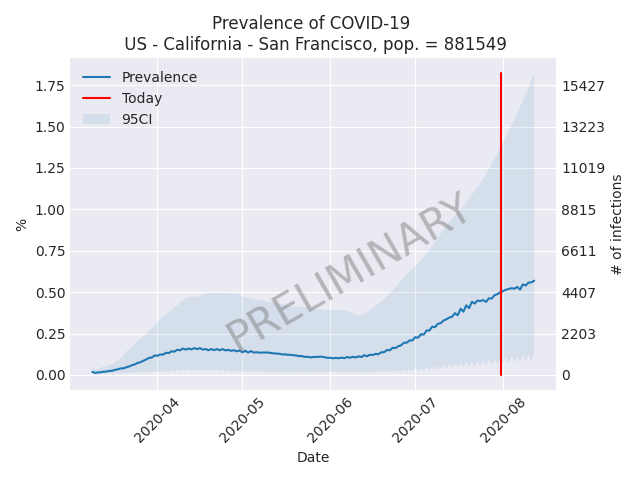 Prevalence of COVID-19
US - California - San Francisco, pop. = 881549
Prevalence
Today
95CI
PRELIMINARY
%
1.75
1.50
1.25
1.00
0.75
0.50
0.25
0.00
15427
13223
11019
8815
6611
4407
2203
0
# of infections
2020-04
2020-05
2020-06
2020-07
2020-08
Date